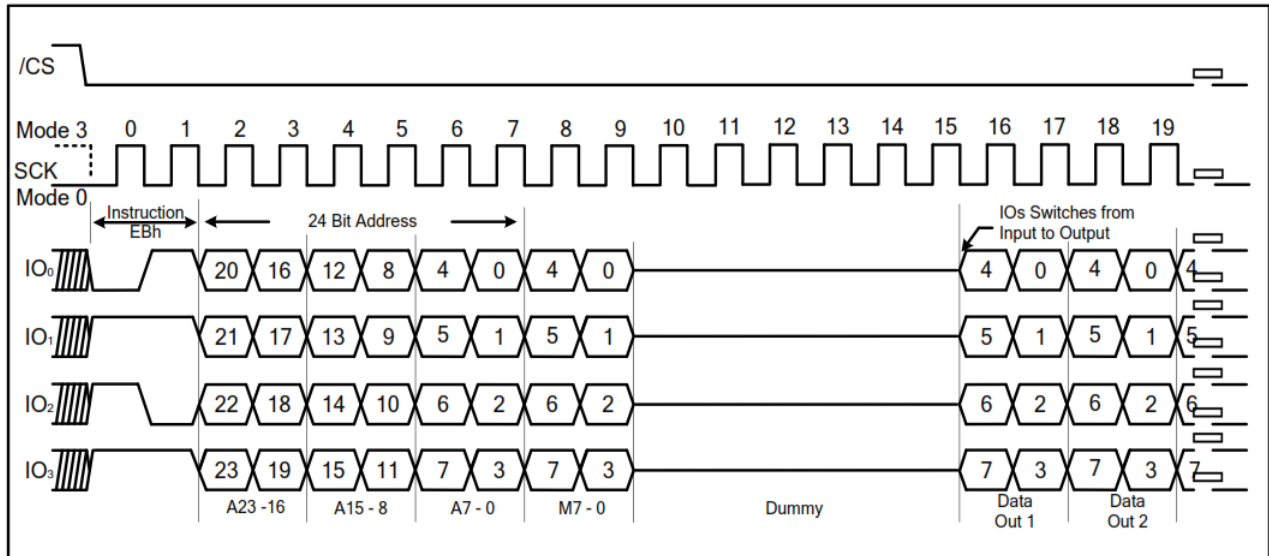 /CS
Mode 3 0 1 2 3 4 5 6 7 8 9 10 11 12 13 14 15 16 17 18 19
SCK
Mode 0
Instruction
EBh
24 Bit Address
IOs Switches from
Input to Output
IO₀ 20 16 12 8 4 0 4 0 4 0 4 0 4
IO₁ 21 17 13 9 5 1 5 1 5 1 5 1 5
IO₂ 22 18 14 10 6 2 6 2 6 2 6 2 6
IO₃ 23 19 15 11 7 3 7 3 7 3 7 3 7
A23 -16 A15 - 8 A7 - 0 M7 - 0 Dummy
Data
Out 1
Data
Out 2